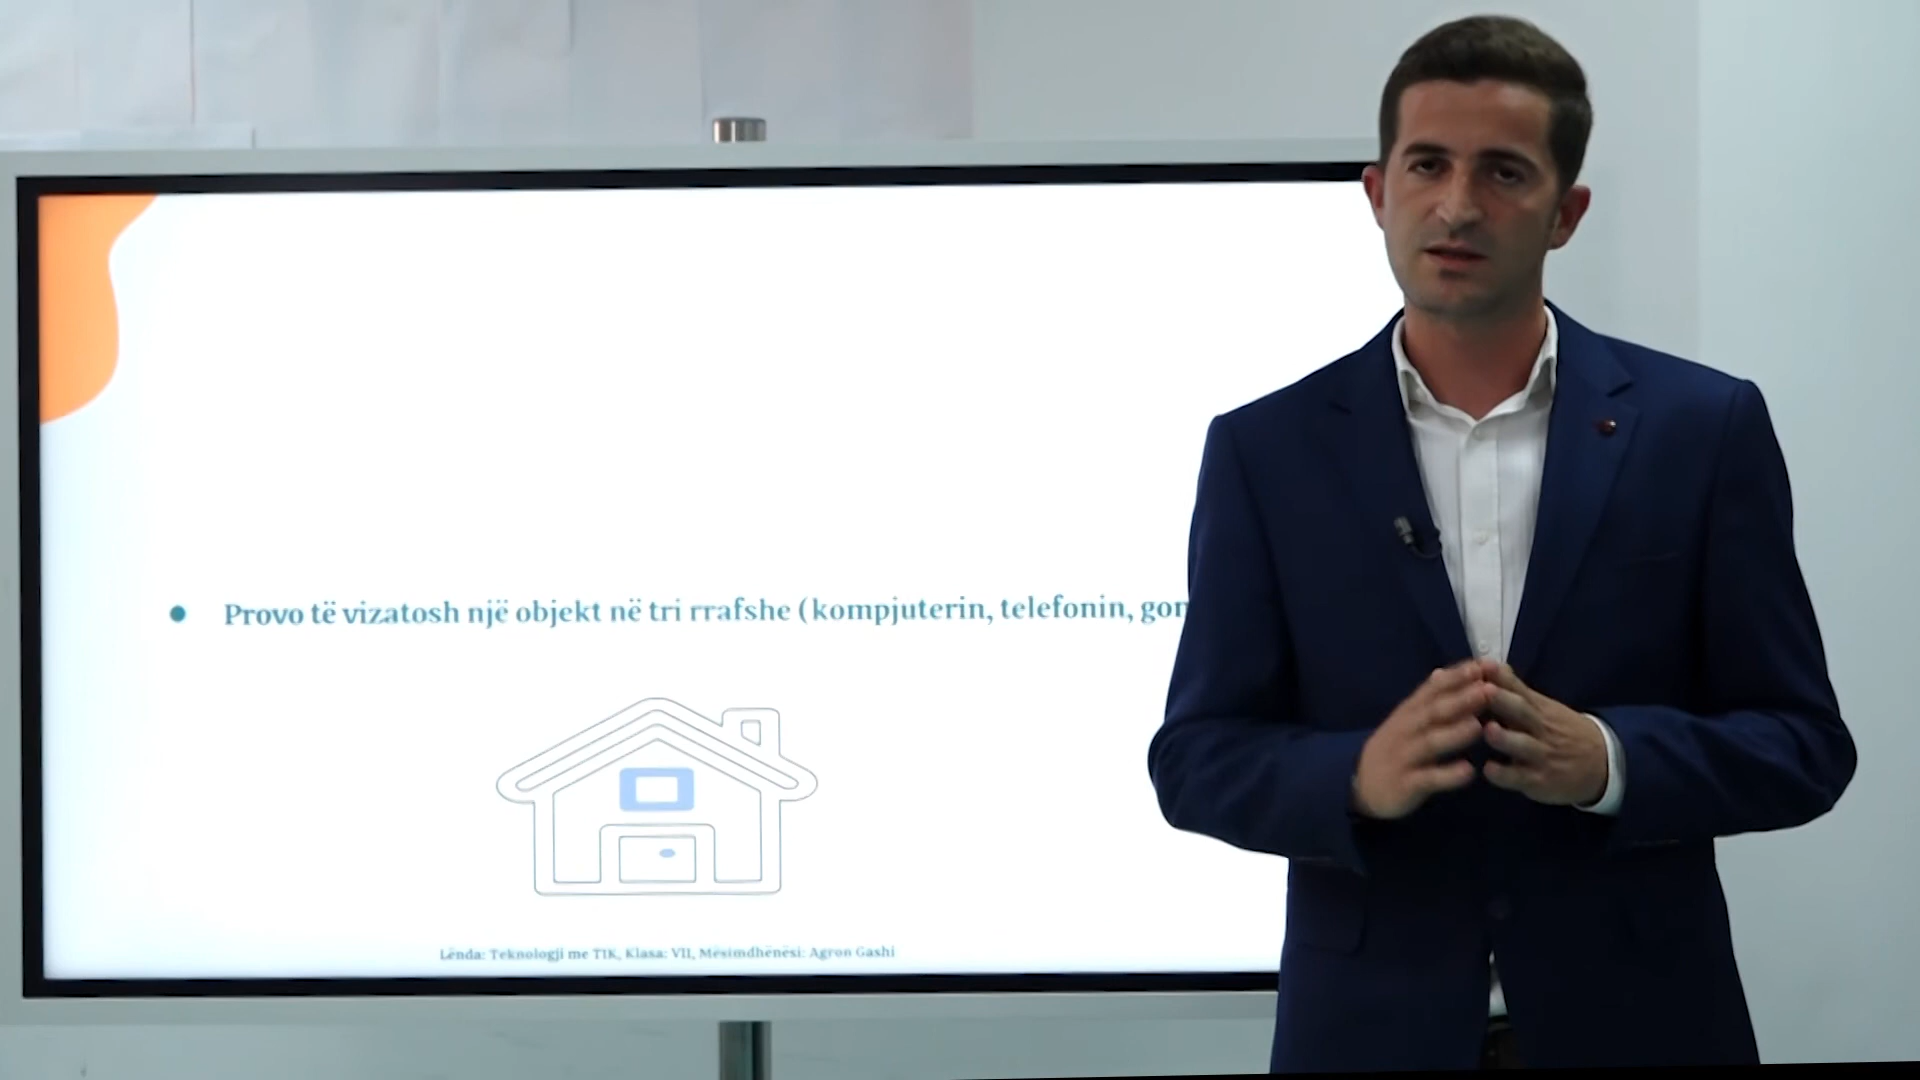 Provo të vizatosh një objekt në tri rrafshe (kompjuterin, telefonin,
Lënda: Teknologji me TIK, Klasa: VII, Mësimdhënësi: Agron Gashi